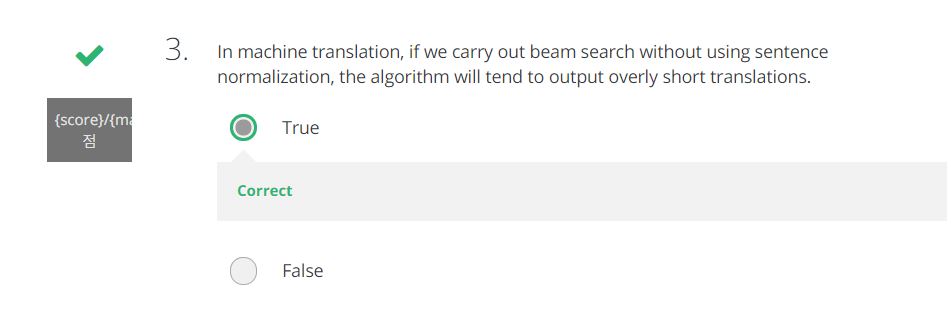 3.
In machine translation, if we carry out beam search without using sentence
normalization, the algorithm will tend to output overly short translations.
{score}/{ma
점
True
Correct
False